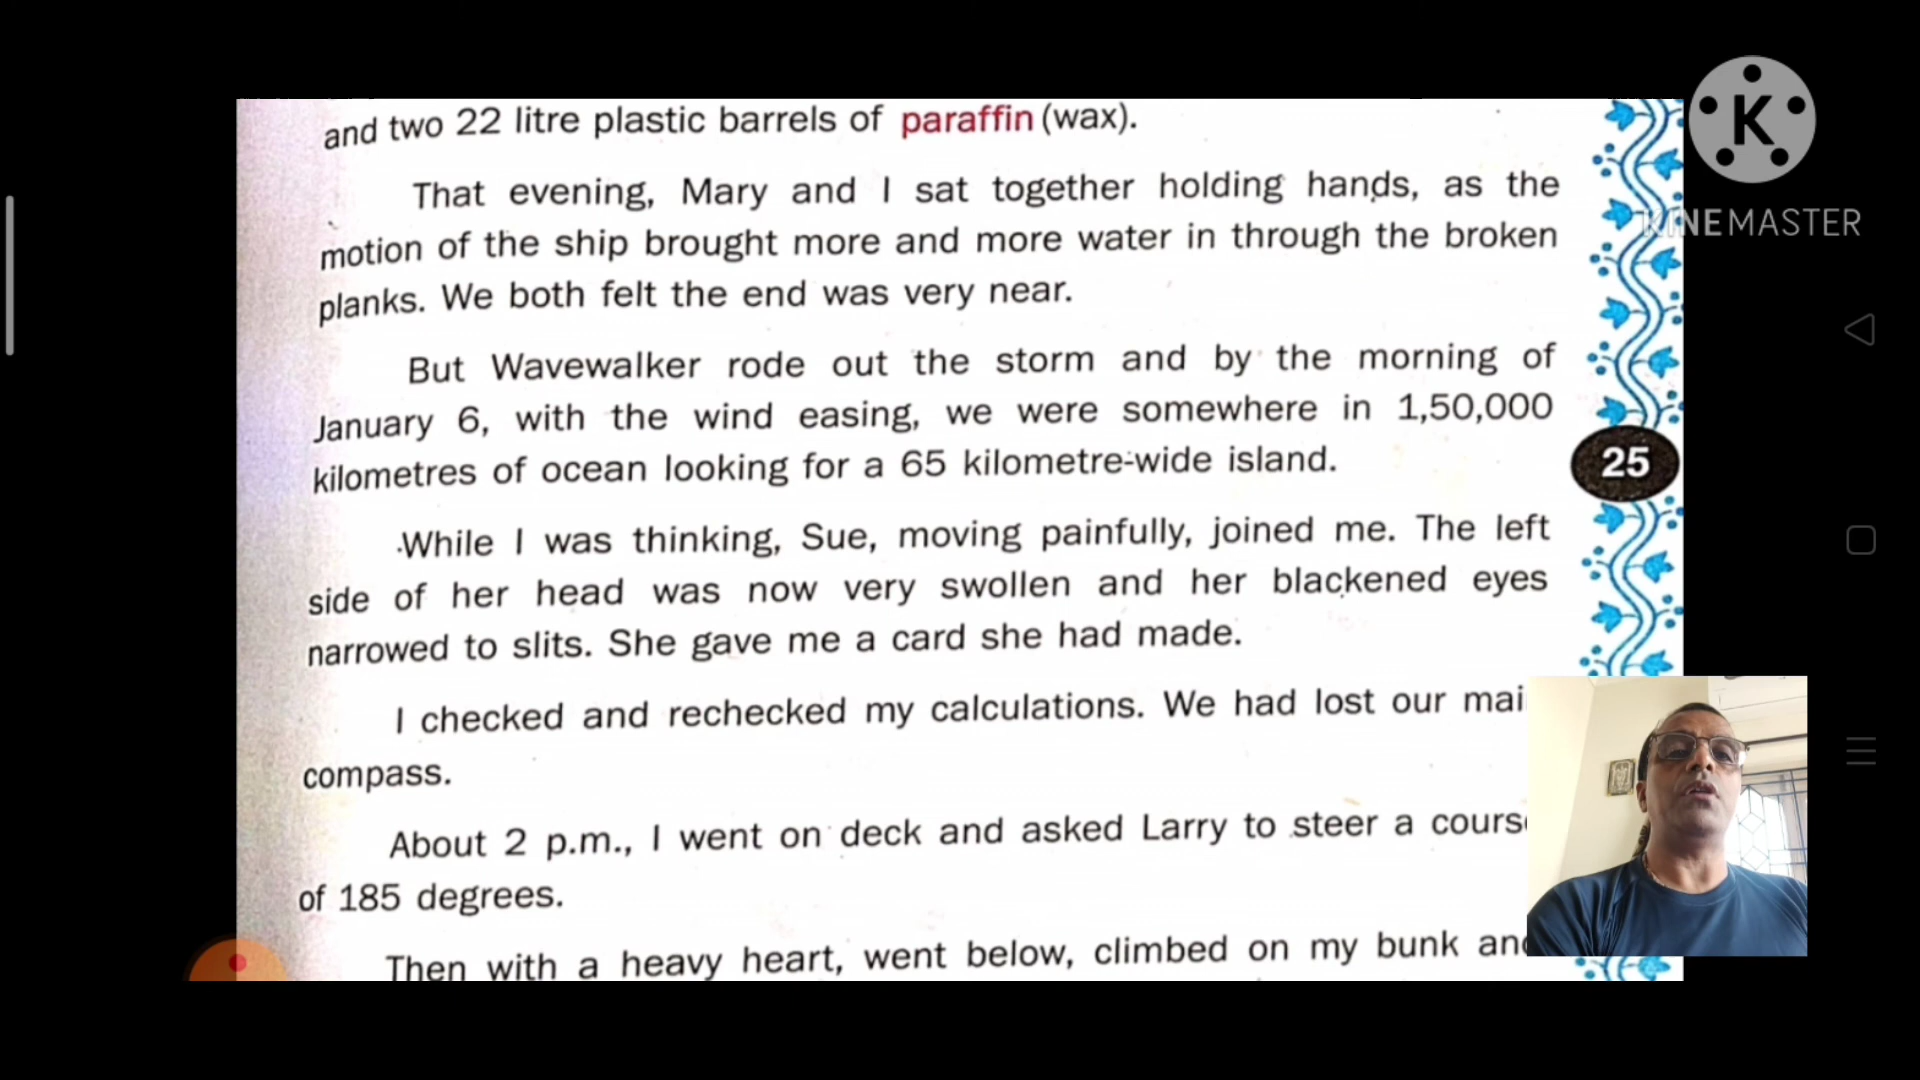 and two 22 litre plastic barrels of paraffin (wax).
That evening, Mary and I sat together holding hands, as the
motion of the ship brought more and more water in through the broken
planks. We both felt the end was very near.
But Wavewalker rode out the storm and by the morning of
January 6, with the wind easing, we were somewhere in 1,50,000
kilometres of ocean looking for a 65 kilometre-wide island.
While I was thinking, Sue, moving painfully, joined me. The left
side of her head was now very swollen and her blackened eyes
narrowed to slits. She gave me a card she had made.
I checked and rechecked my calculations. We had lost our mai
compass.
About 2 p.m., I went on deck and asked Larry to steer a cours
of 185 degrees.
Then with a heavy heart, went below, climbed on my bunk and
25
K
KINEMASTER